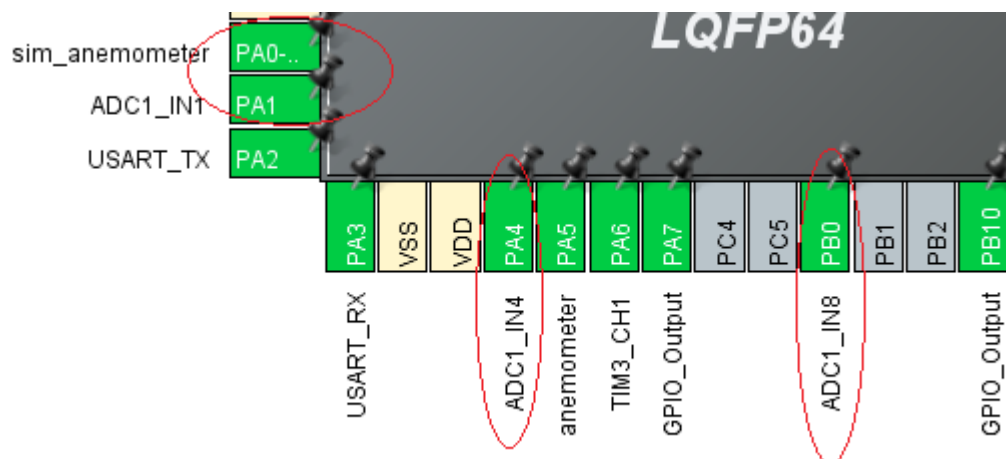 LQFP64
sim_anemometer PA0-..
ADC1_IN1 PA1
USART_TX PA2
PA3 VSS VDD PA4 PA5 PA6 PA7 PC4 PC5 PB0 PB1 PB2 PB10
USART_RX ADC1_IN4 anemometer TIM3_CH1 GPIO_Output ADC1_IN8 GPIO_Output